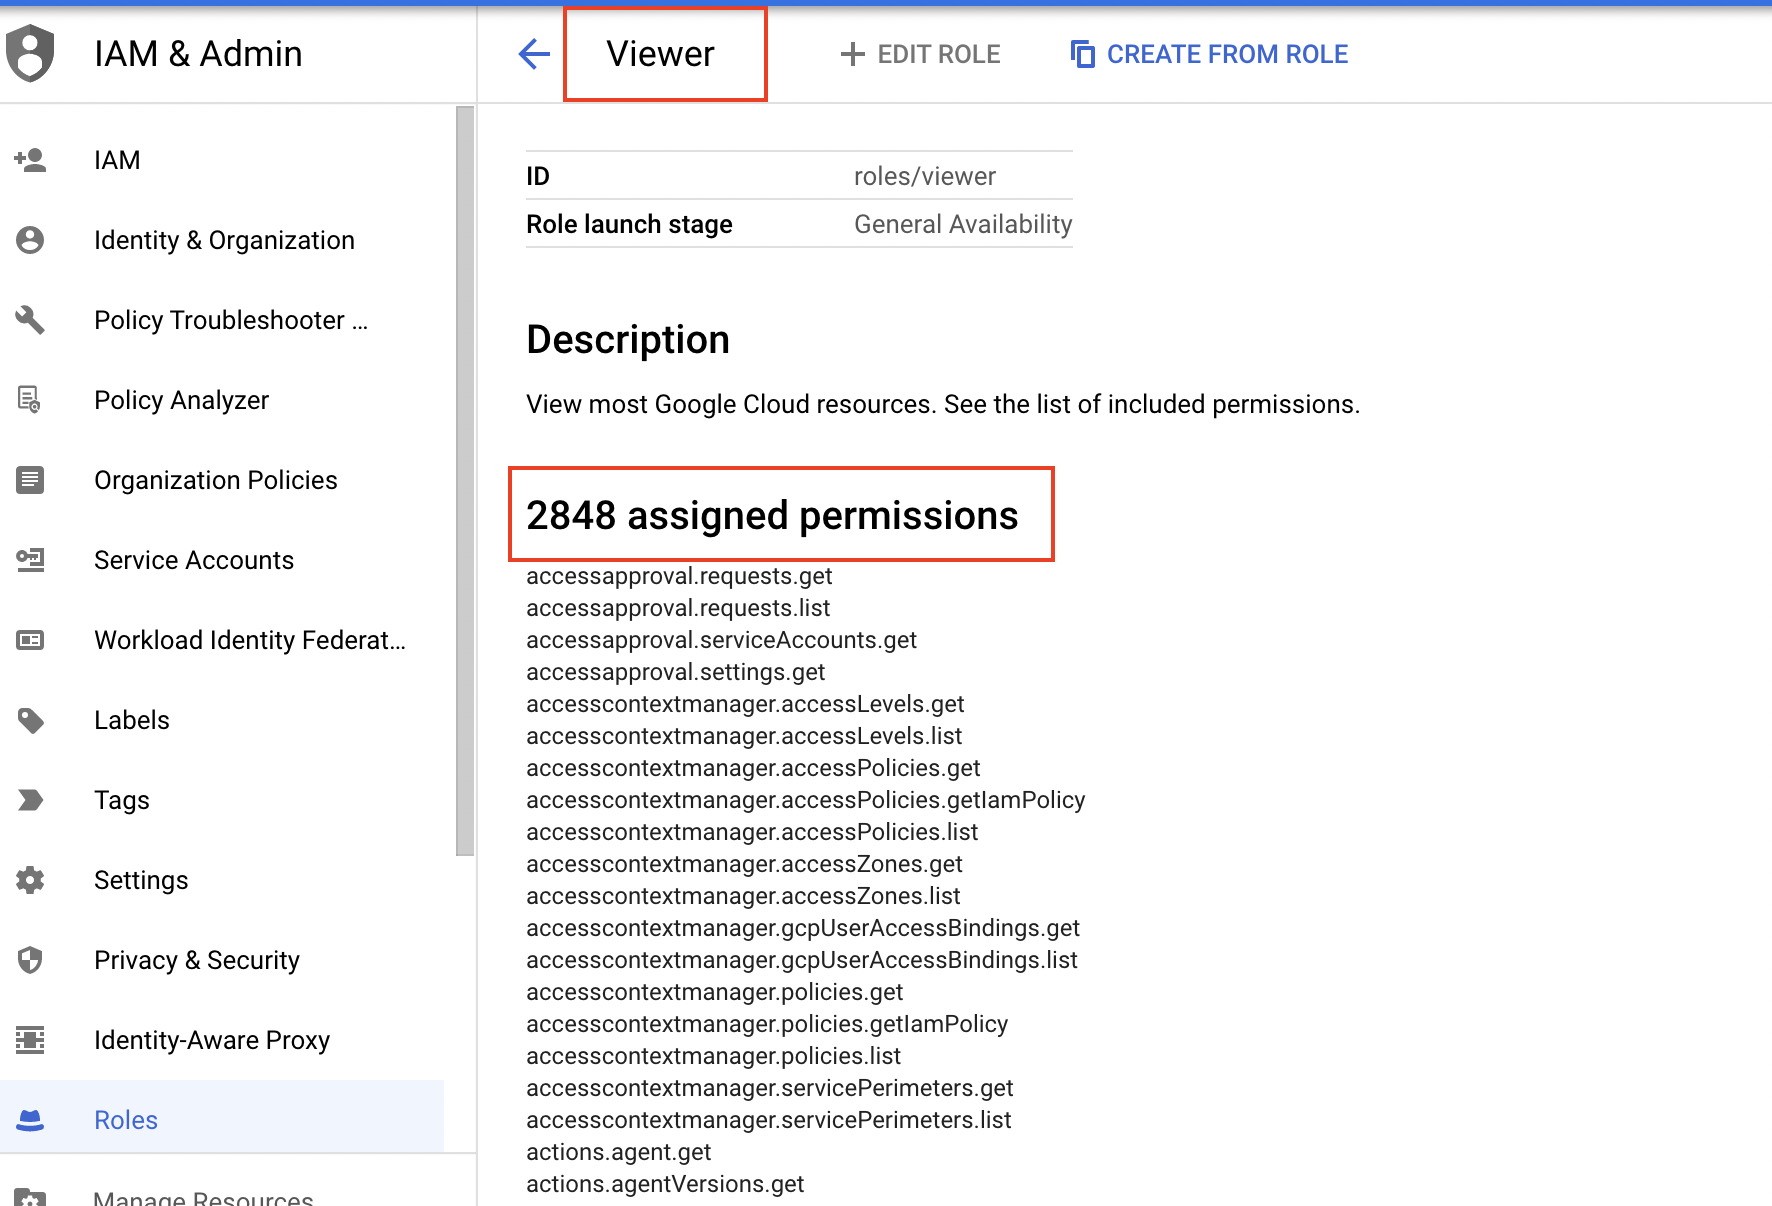 IAM & Admin
IAM
Identity & Organization
Policy Troubleshooter ...
Policy Analyzer
Organization Policies
Service Accounts
Workload Identity Federat...
Labels
Tags
Settings
Privacy & Security
Identity-Aware Proxy
Roles
Manage Resources
Viewer
EDIT ROLE
CREATE FROM ROLE
ID roles/viewer
Role launch stage General Availability
Description
View most Google Cloud resources. See the list of included permissions.
2848 assigned permissions
accessapproval.requests.get
accessapproval.requests.list
accessapproval.serviceAccounts.get
accessapproval.settings.get
accesscontextmanager.accessLevels.get
accesscontextmanager.accessLevels.list
accesscontextmanager.accessPolicies.get
accesscontextmanager.accessPolicies.getIamPolicy
accesscontextmanager.accessPolicies.list
accesscontextmanager.accessZones.get
accesscontextmanager.accessZones.list
accesscontextmanager.gcpUserAccessBindings.get
accesscontextmanager.gcpUserAccessBindings.list
accesscontextmanager.policies.get
accesscontextmanager.policies.getIamPolicy
accesscontextmanager.policies.list
accesscontextmanager.servicePerimeters.get
accesscontextmanager.servicePerimeters.list
actions.agent.get
actions.agentVersions.get